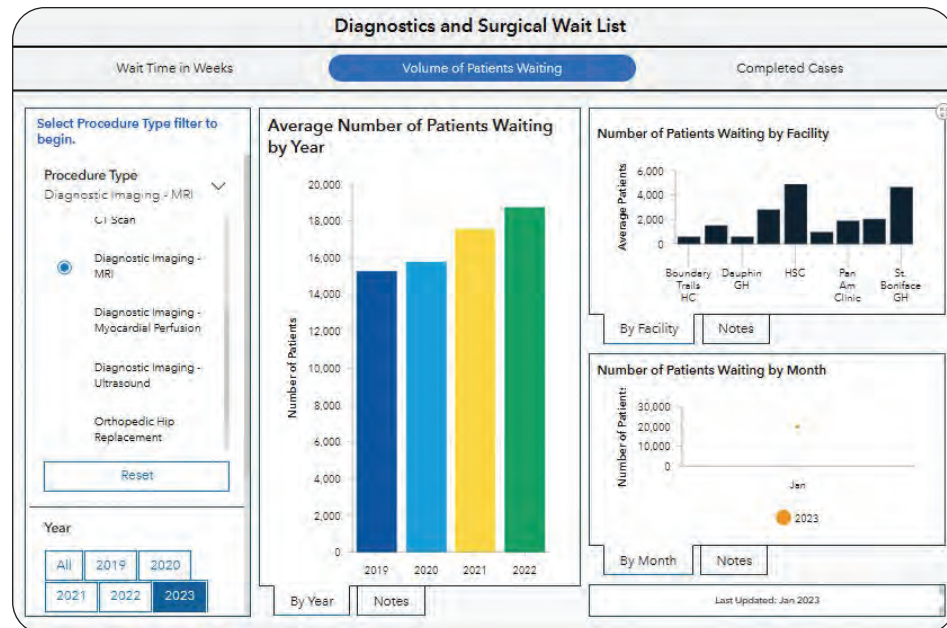 Diagnostics and Surgical Wait List
Wait Time in Weeks
Volume of Patients Waiting
Completed Cases
Select Procedure Type filter to
begin.
Procedure Type
Diagnostic Imaging - MRI
CT Scan
Diagnostic Imaging -
MRI
Diagnostic Imaging -
Myocardial Perfusion
Diagnostic Imaging -
Ultrasound
Orthopedic Hip
Replacement
Reset
Year
All
2019
2020
2021
2022
2023
Average Number of Patients Waiting
by Year
Number of Patients
20,000
18,000
16,000
14,000
12,000
10,000
8,000
6,000
4,000
2,000
0
2019
2020
2021
2022
By Year
Notes
Number of Patients Waiting by Facility
Average Patients
6,000
4,000
2,000
0
Boundary
Trails
HC
Dauphin
GH
HSC
Pan
Am
Clinic
St.
Boniface
GH
By Facility
Notes
Number of Patients Waiting by Month
Number of Patients
30,000
20,000
10,000
0
Jan
2023
By Month
Notes
Last Updated: Jan 2023